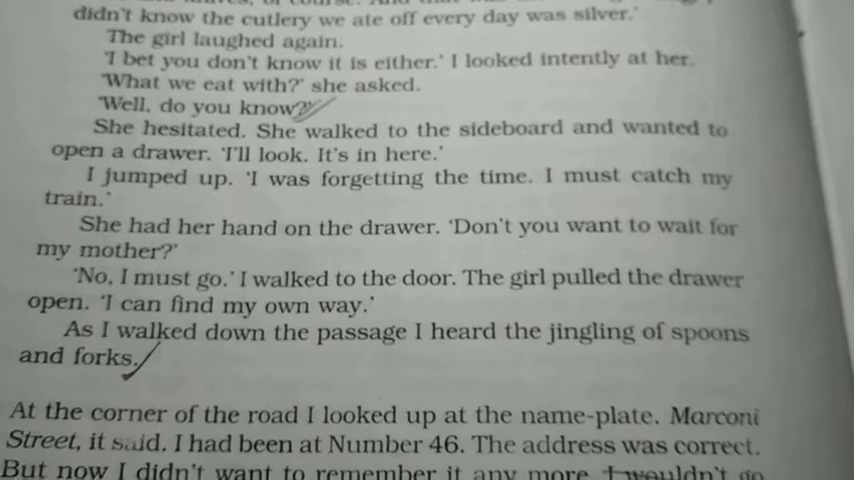 didn't know the cutlery we ate off every day was silver.'
The girl laughed again.
'I bet you don't know it is either.' I looked intently at her.
'What we eat with?' she asked.
'Well, do you know?'
She hesitated. She walked to the sideboard and wanted to
open a drawer. 'I'll look. It's in here.'
I jumped up. 'I was forgetting the time. I must catch my
train.'
She had her hand on the drawer. 'Don't you want to wait for
my mother?'
'No, I must go.' I walked to the door. The girl pulled the drawer
open. 'I can find my own way.'
As I walked down the passage I heard the jingling of spoons
and forks.
At the corner of the road I looked up at the name-plate. Marconi
Street, it said. I had been at Number 46. The address was correct.
But now I didn't want to remember it any more. I wouldn't go